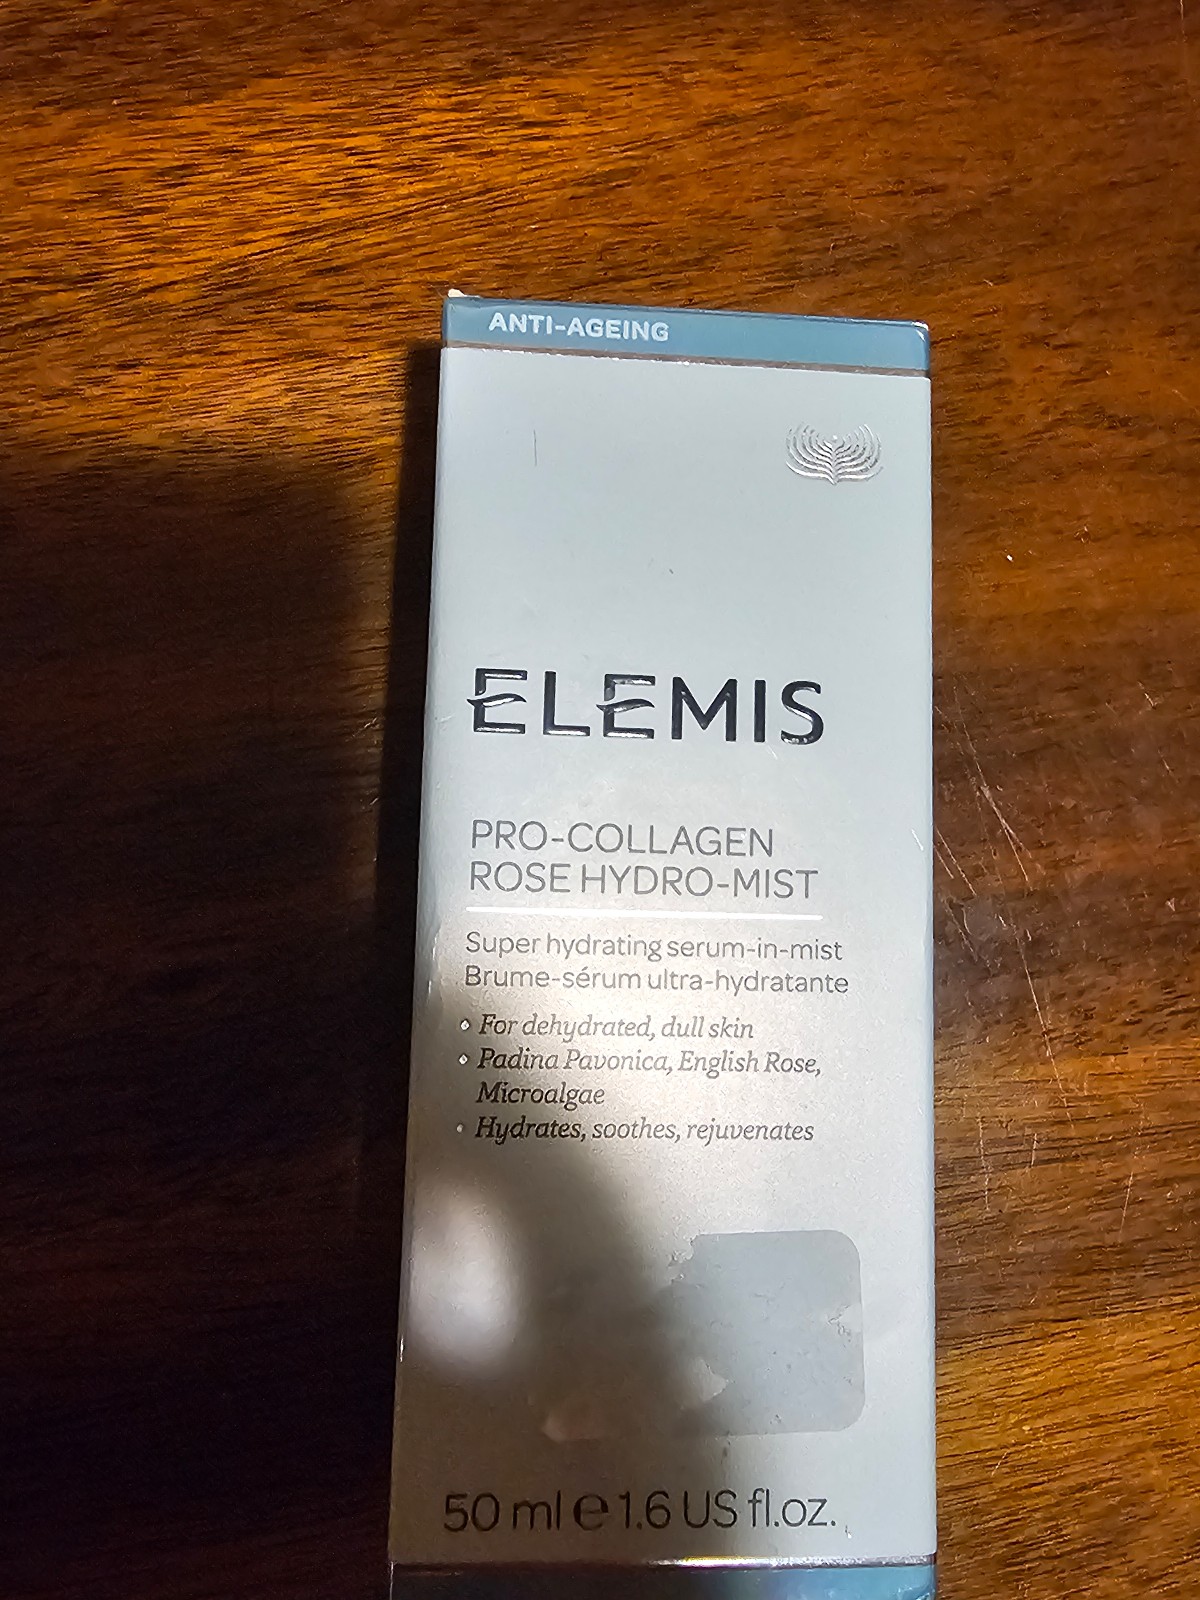 ANTI-AGEING
ELEMIS
PRO-COLLAGEN
ROSE HYDRO-MIST
Super hydrating serum-in-mist
Brume-sérum ultra-hydratante
• For dehydrated, dull skin
• Padina Pavonica, English Rose,
Microalgae
• Hydrates, soothes, rejuvenates
50 ml e 1.6 US fl.oz.